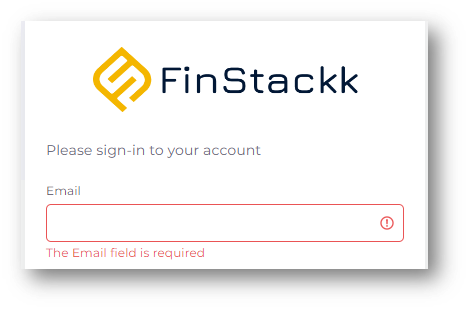 FinStackk
Please sign-in to your account
Email
The Email field is required